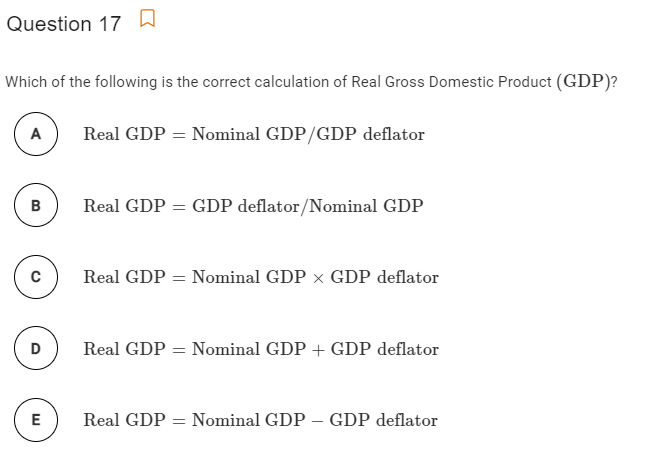 Question 17
Which of the following is the correct calculation of Real Gross Domestic Product (GDP)?
A Real GDP = Nominal GDP/GDP deflator
B Real GDP = GDP deflator/Nominal GDP
C Real GDP = Nominal GDP × GDP deflator
D Real GDP = Nominal GDP + GDP deflator
E Real GDP = Nominal GDP − GDP deflator